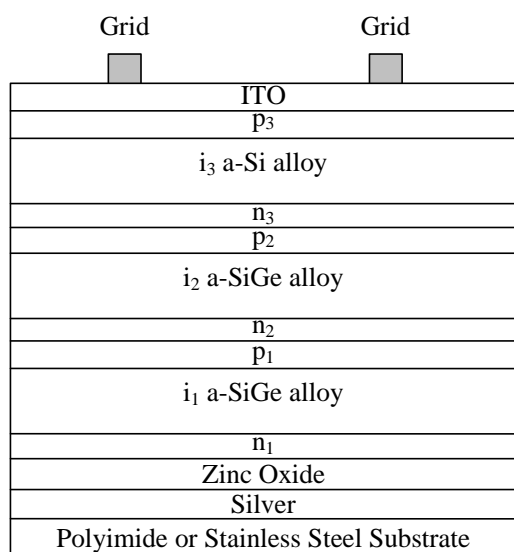 Grid Grid
ITO
p₃
i₃ a-Si alloy
n₃
p₂
i₂ a-SiGe alloy
n₂
p₁
i₁ a-SiGe alloy
n₁
Zinc Oxide
Silver
Polyimide or Stainless Steel Substrate